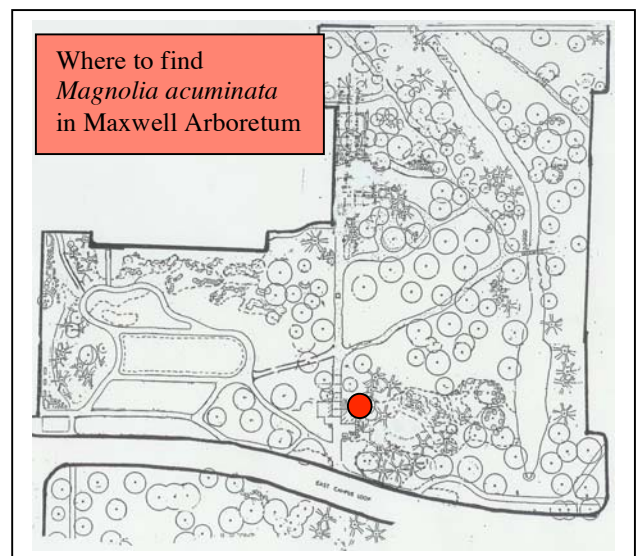 Where to find
Magnolia acuminata
in Maxwell Arboretum
EAST CAMPUS LOOP